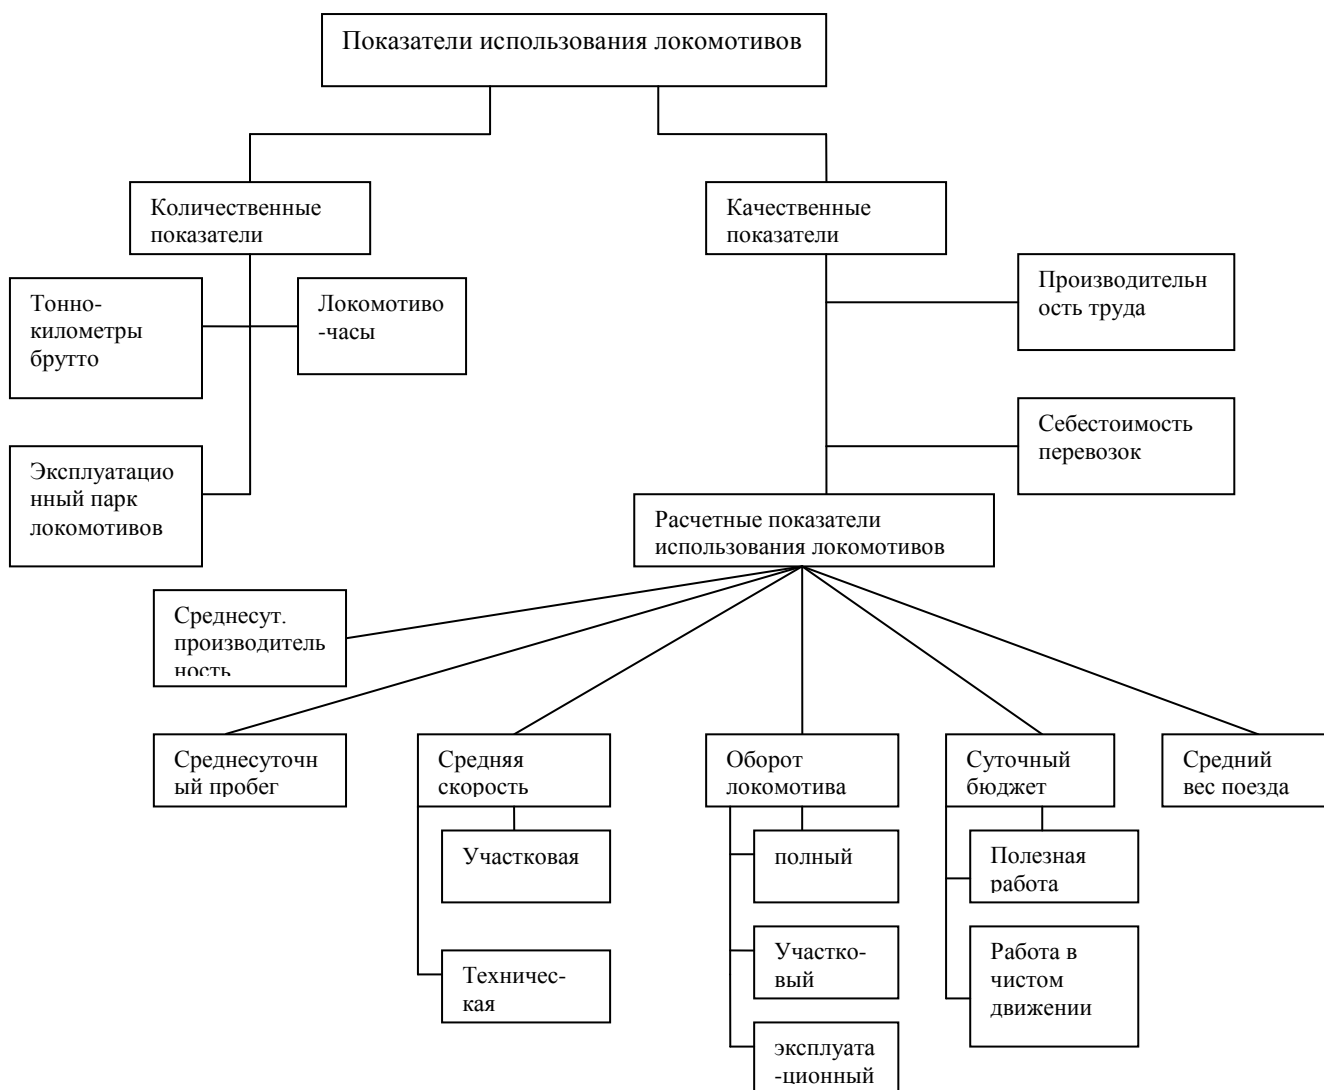 Показатели использования локомотивов
Количественные
показатели
Качественные
показатели
Тонно-
километры
брутто
Локомотиво
-часы
Производительн
ость труда
Эксплуатацио
нный парк
локомотивов
Себестоимость
перевозок
Расчетные показатели
использования локомотивов
Среднесут.
производитель
ность
Среднесуточн
ый пробег
Средняя
скорость
Оборот
локомотива
Суточный
бюджет
Средний
вес поезда
Участковая
полный
Полезная
работа
Техничес-
кая
Участко-
вый
Работа в
чистом
движении
эксплуата
-ционный